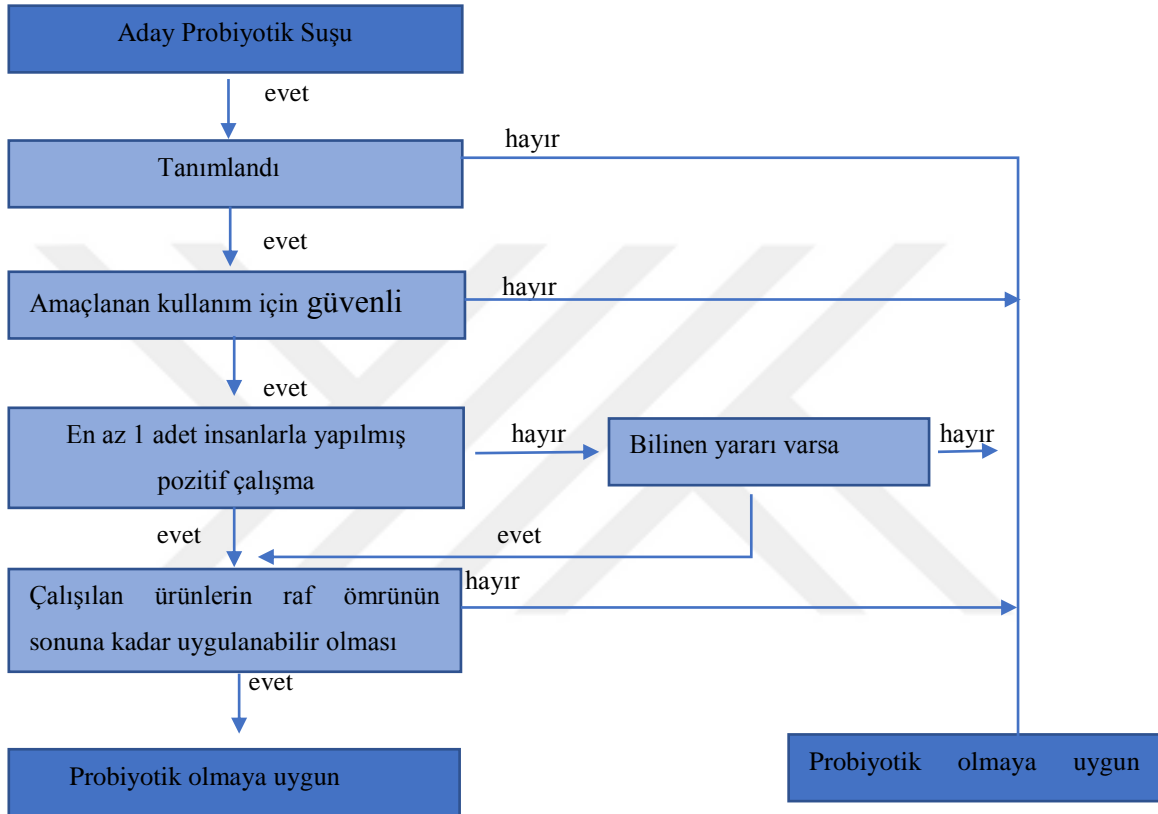 Aday Probiyotik Suşu
evet
hayır
Tanımlandı
evet
hayır
Amaçlanan kullanım için güvenli
evet
En az 1 adet insanlarla yapılmış
pozitif çalışma
hayır
Bilinen yararı varsa
hayır
evet
evet
hayır
Çalışılan ürünlerin raf ömrünün
sonuna kadar uygulanabilir olması
evet
Probiyotik olmaya uygun
Probiyotik olmaya uygun